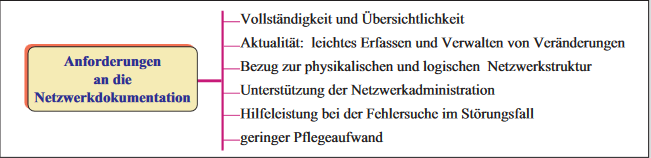 Anforderungen
an die
Netzwerkdokumentation
Vollständigkeit und Übersichtlichkeit
Aktualität: leichtes Erfassen und Verwalten von Veränderungen
Bezug zur physikalischen und logischen Netzwerkstruktur
Unterstützung der Netzwerkadministration
Hilfeleistung bei der Fehlersuche im Störungsfall
geringer Pflegeaufwand